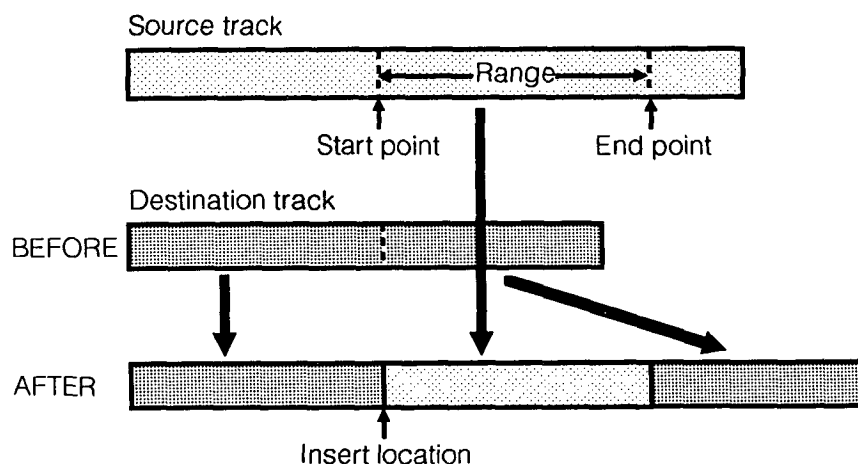 Source track
Range
Start point
End point
Destination track
BEFORE
AFTER
Insert location